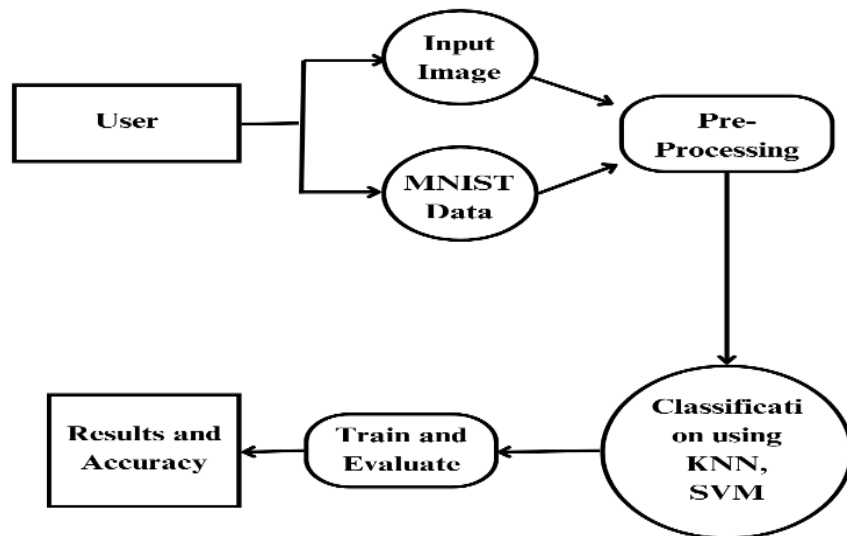 Input
Image
User
Pre-
Processing
MNIST
Data
Classificati
on using
KNN,
SVM
Train and
Evaluate
Results and
Accuracy